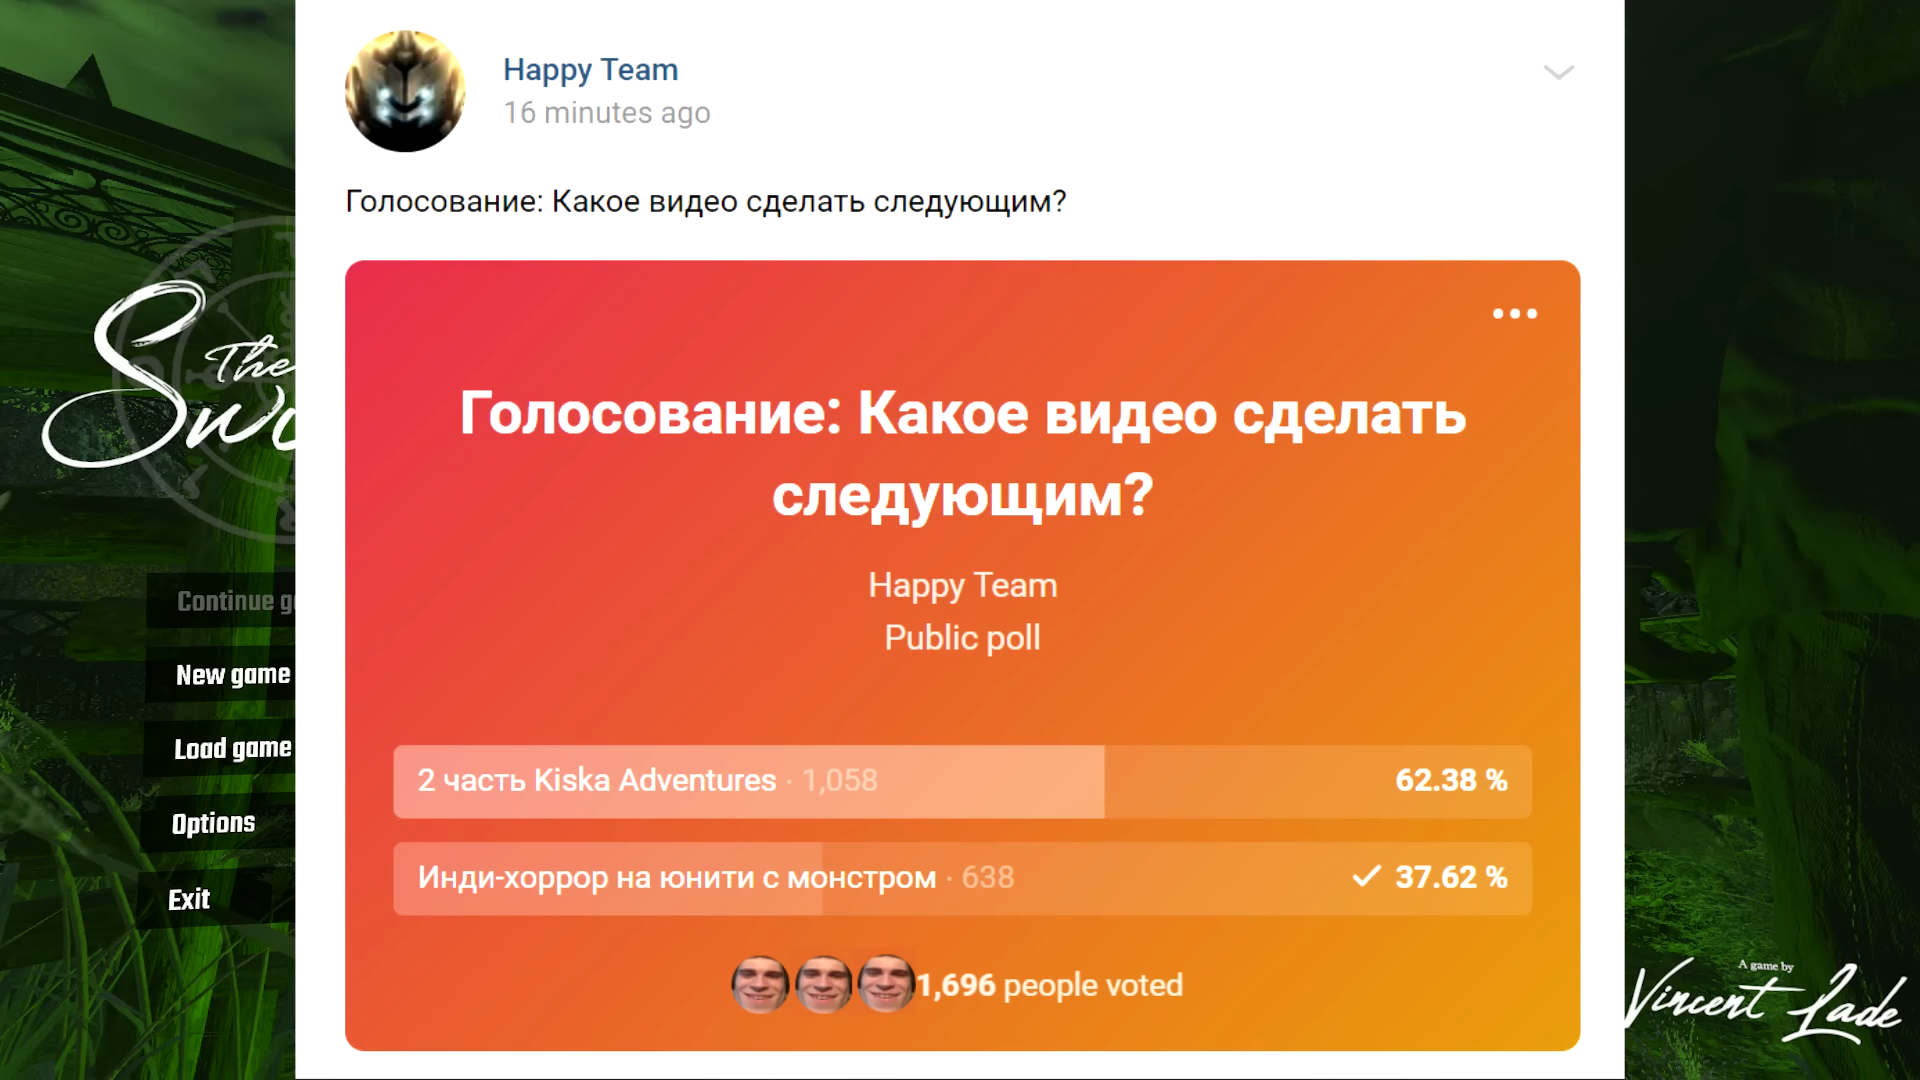 Happy Team
16 minutes ago
Голосование: Какое видео сделать следующим?
Голосование: Какое видео сделать
следующим?
Happy Team
Public poll
2 часть Kiska Adventures · 1,058
62.38 %
Инди-хоррор на юнити с монстром · 638
37.62 %
1,696 people voted
The
Continue
New game
Load game
Options
Exit
A game by
Vincent Lade